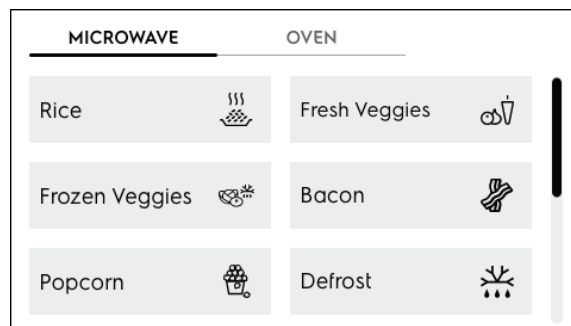 MICROWAVE OVEN
Rice Fresh Veggies
Frozen Veggies Bacon
Popcorn Defrost